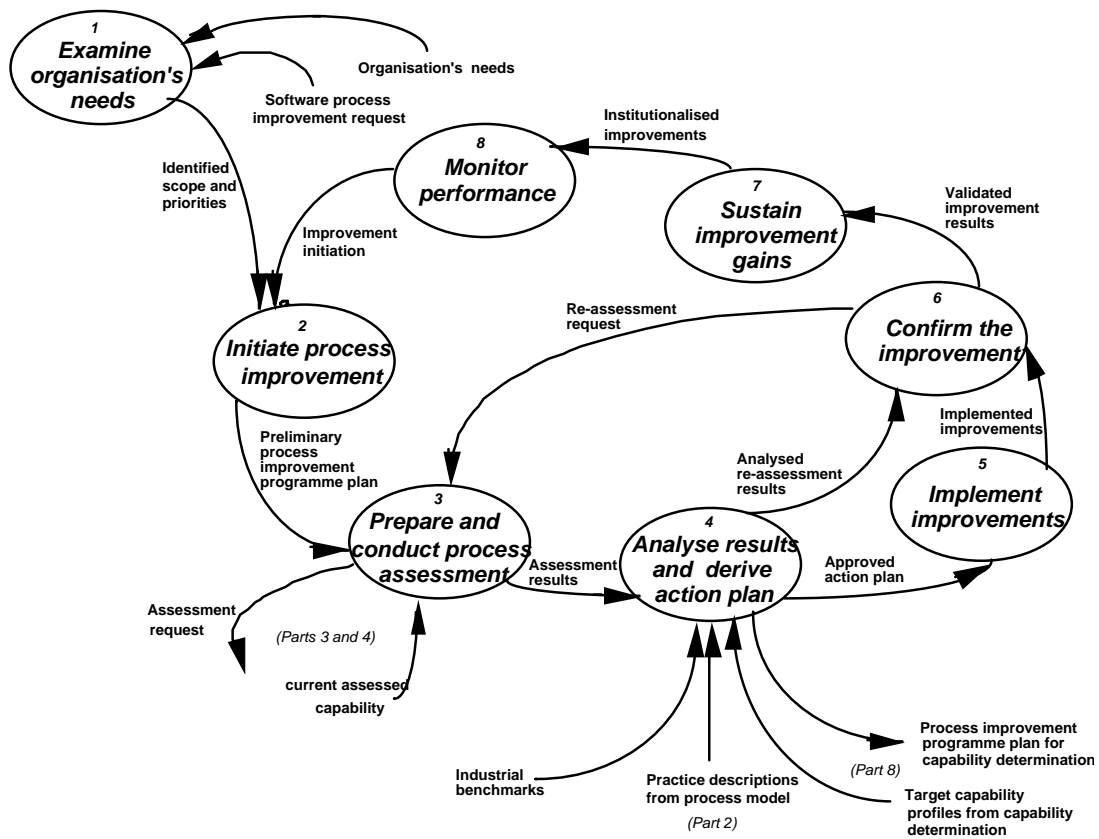 1
Examine
organisation's
needs
Organisation's needs
Software process
improvement request
Identified
scope and
priorities
8
Monitor
performance
Institutionalised
improvements
7
Sustain
improvement
gains
Validated
improvement
results
Improvement
initiation
2
Initiate process
improvement
Re-assessment
request
6
Confirm the
improvement
Implemented
improvements
Preliminary
process
improvement
programme plan
3
Prepare and
conduct process
assessment
Analysed
re-assessment
results
5
Implement
improvements
4
Analyse results
and derive
action plan
Assessment
results
Approved
action plan
Assessment
request
(Parts 3 and 4)
current assessed
capability
Industrial
benchmarks
Practice descriptions
from process model
(Part 2)
Process improvement
programme plan for
capability determination
(Part 8)
Target capability
profiles from capability
determination